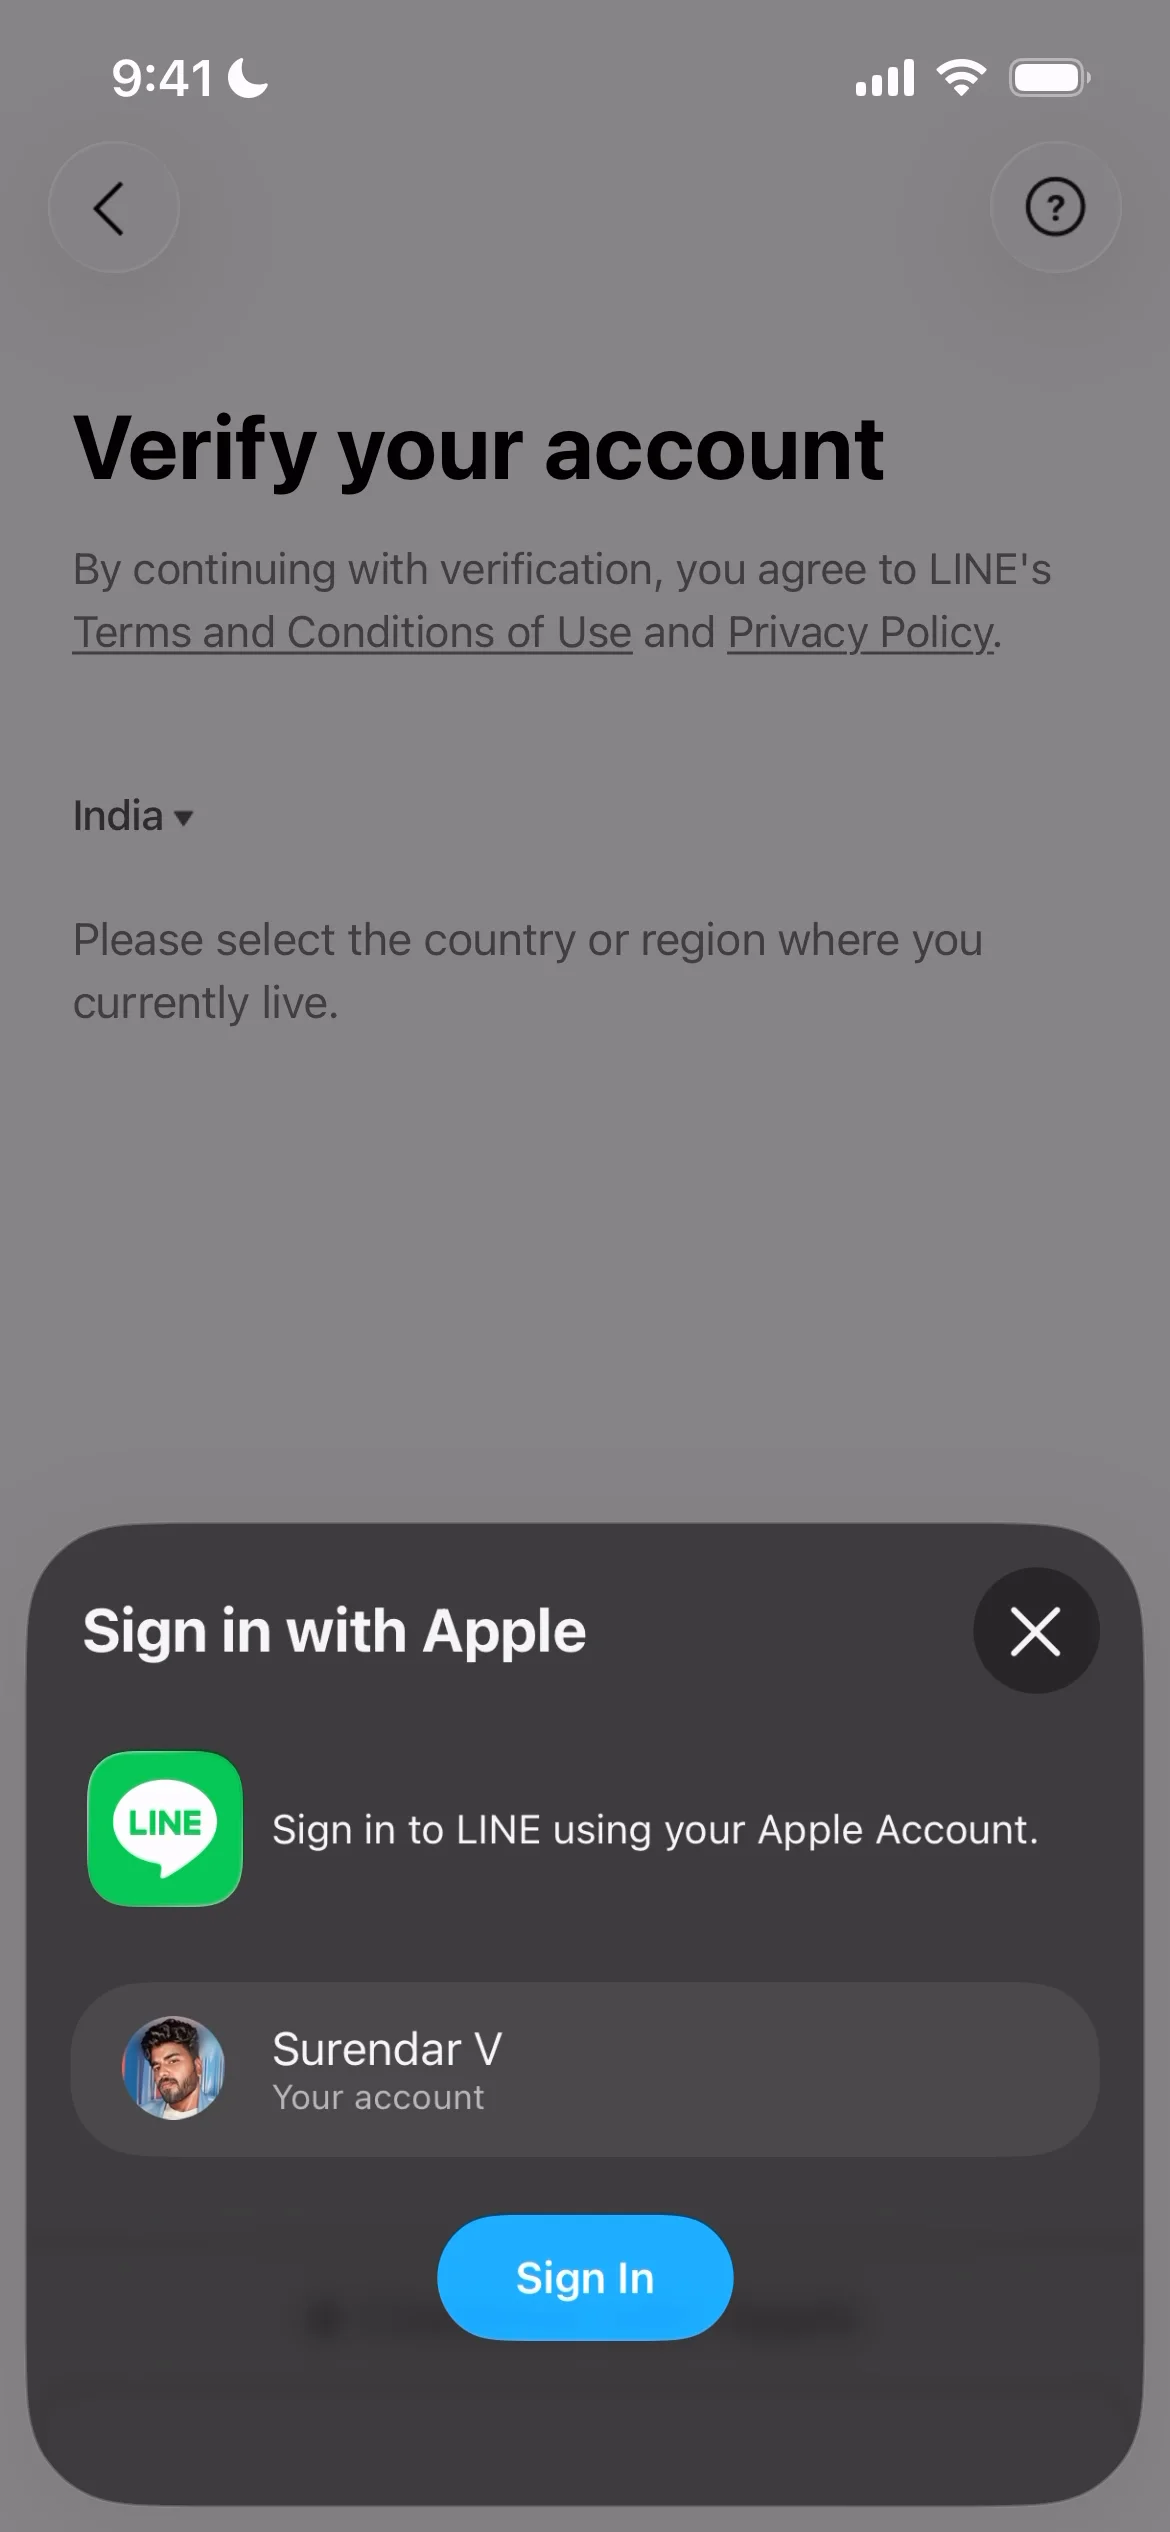 9:41
Verify your account
By continuing with verification, you agree to LINE's
Terms and Conditions of Use and Privacy Policy.
India
Please select the country or region where you
currently live.
Sign in with Apple
LINE
Sign in to LINE using your Apple Account.
Surendar V
Your account
Sign In